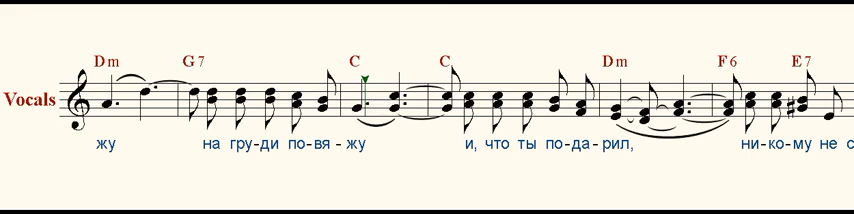 Dm G7 C C Dm F6 E7
Vocals
жу на гру-ди по-вя-жу и, что ты по-да-рил, ни-ко-му не с